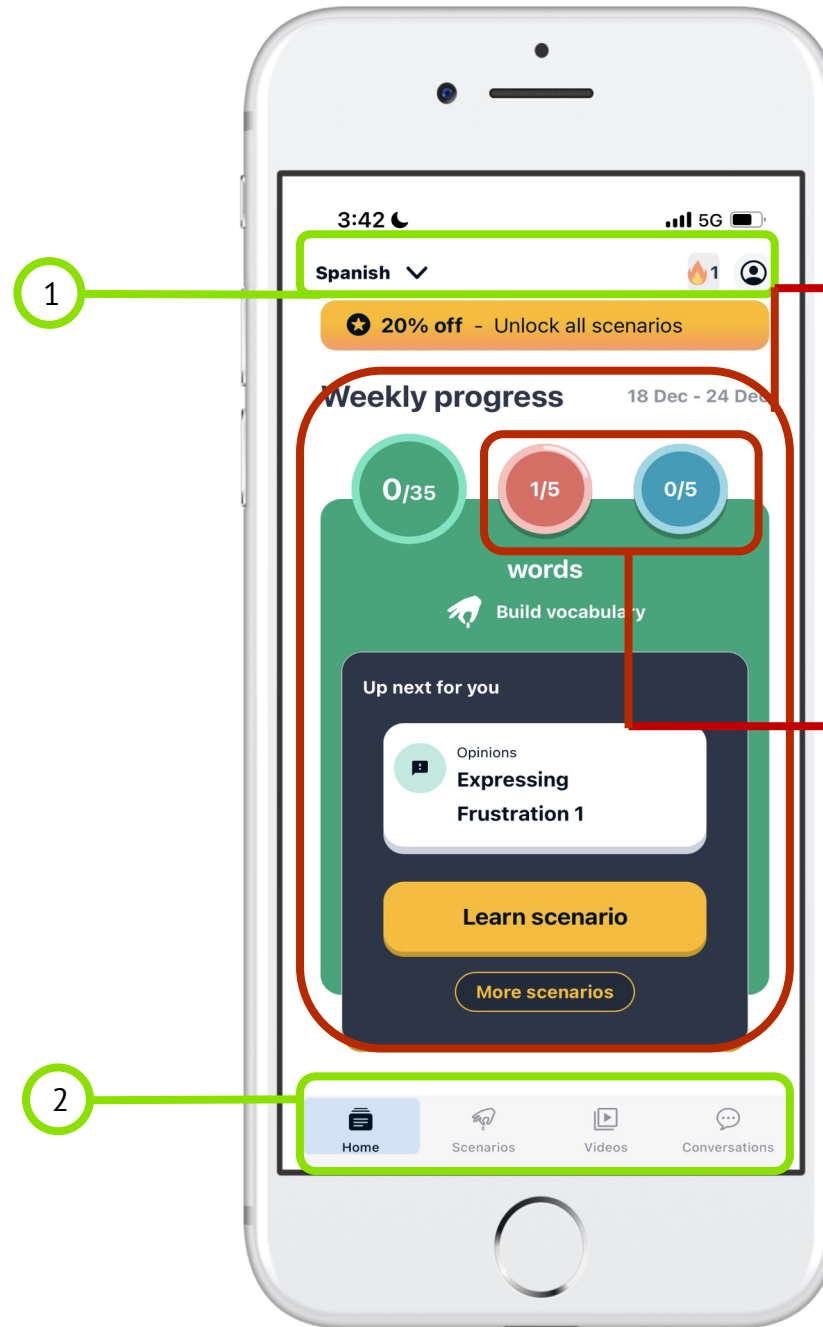 3:42 5G
1
Spanish 1
20% off - Unlock all scenarios
Weekly progress 18 Dec - 24 Dec
0/35 1/5 0/5
words
Build vocabulary
Up next for you
Opinions
Expressing
Frustration 1
Learn scenario
More scenarios
2
Home Scenarios Videos Conversations